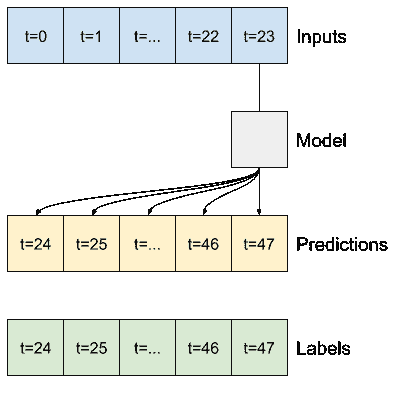 t=0 t=1 t=... t=22 t=23 Inputs
Model
t=24 t=25 t=... t=46 t=47 Predictions
t=24 t=25 t=... t=46 t=47 Labels